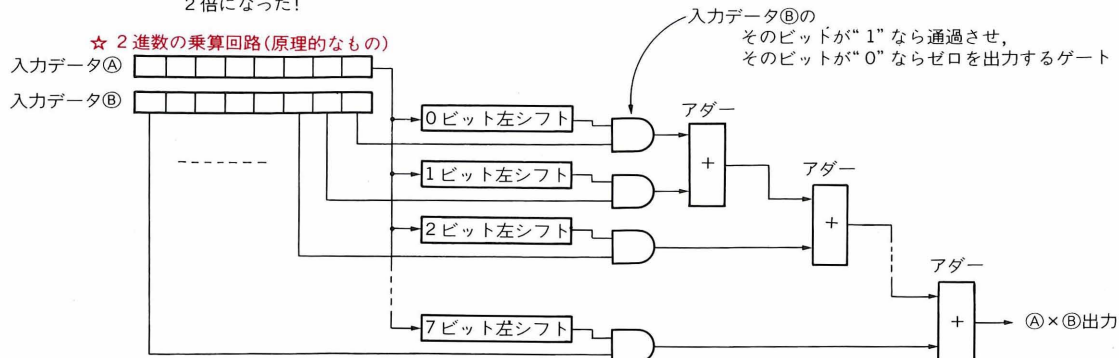 2倍になった!
☆ 2進数の乗算回路(原理的なもの)
入力データⒶ
入力データⒷ
入力データⒷの
そのビットが“1”なら通過させ,
そのビットが“0”ならゼロを出力するゲート
0ビット左シフト
1ビット左シフト
2ビット左シフト
7ビット左シフト
アダー
+
アダー
+
アダー
+
Ⓐ×Ⓑ出力